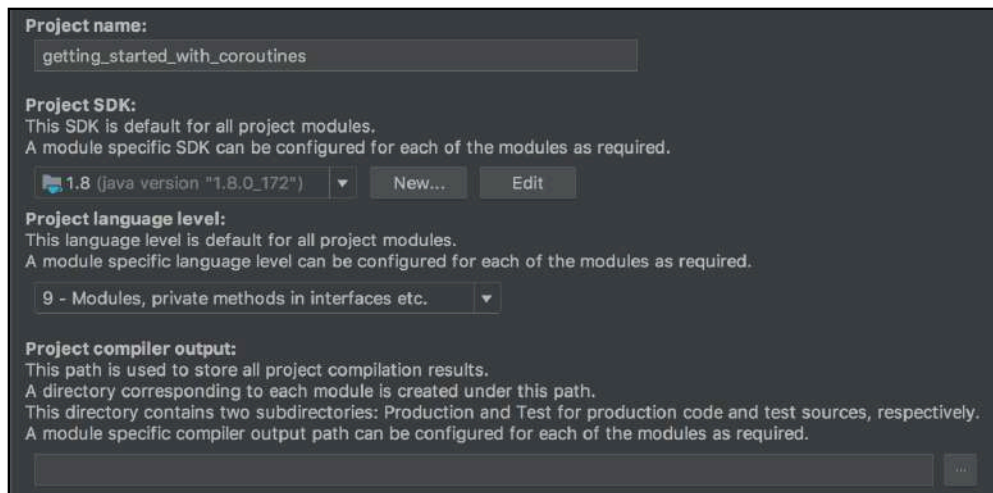 Project name:
getting_started_with_coroutines
Project SDK:
This SDK is default for all project modules.
A module specific SDK can be configured for each of the modules as required.
1.8 (java version "1.8.0_172") New... Edit
Project language level:
This language level is default for all project modules.
A module specific language level can be configured for each of the modules as required.
9 - Modules, private methods in interfaces etc.
Project compiler output:
This path is used to store all project compilation results.
A directory corresponding to each module is created under this path.
This directory contains two subdirectories: Production and Test for production code and test sources, respectively.
A module specific compiler output path can be configured for each of the modules as required.
...